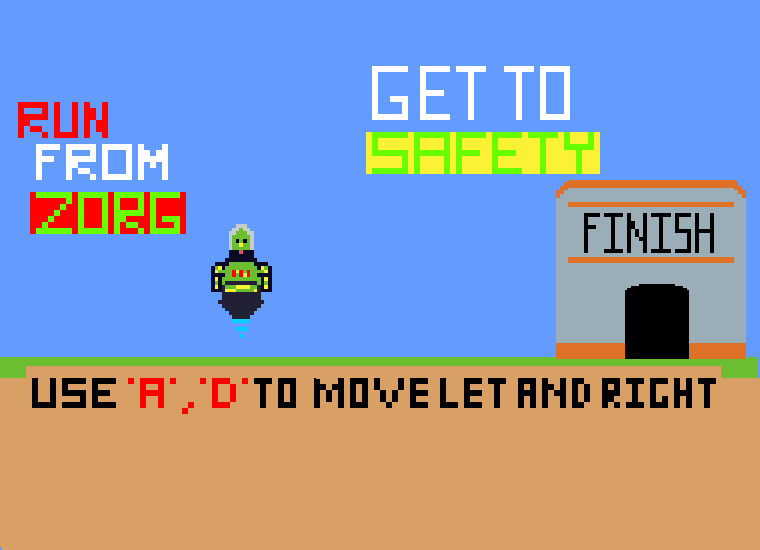 RUN
FROM
ZORG
GET TO
SAFETY
FINISH
USE 'A','D' TO MOVE LET AND RIGHT